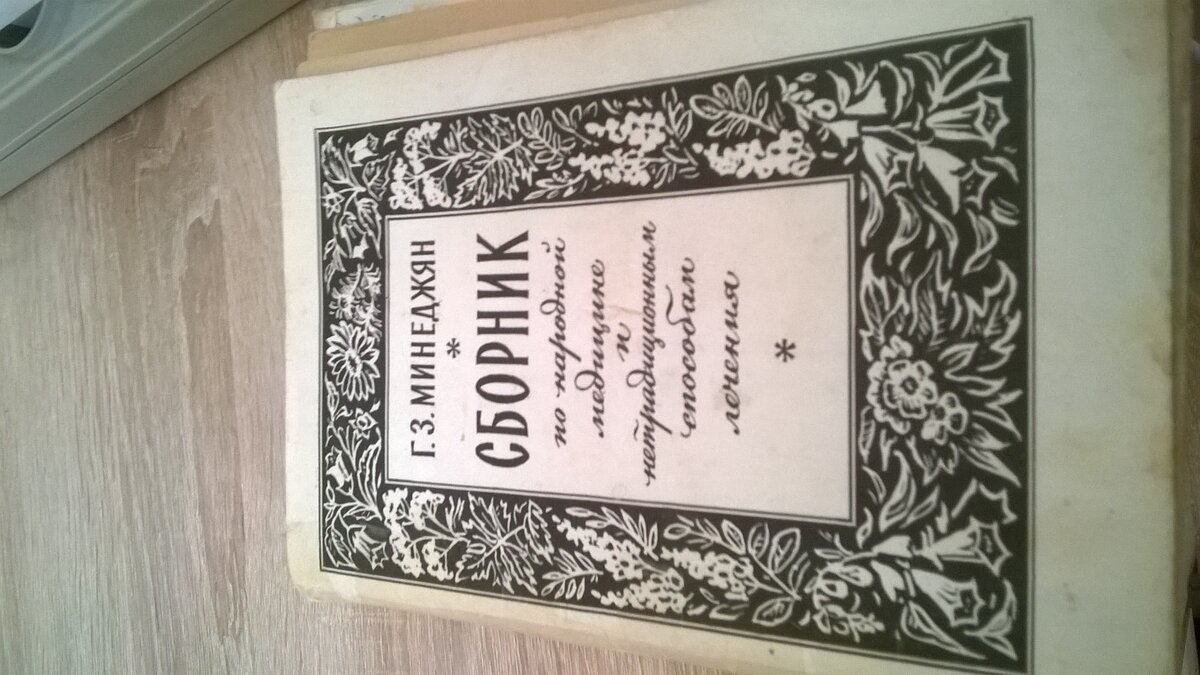 Г. З. МИНЕДЖЯН
*
СБОРНИК
по народной
медицине
и
нетрадиционным
способам
лечения
*